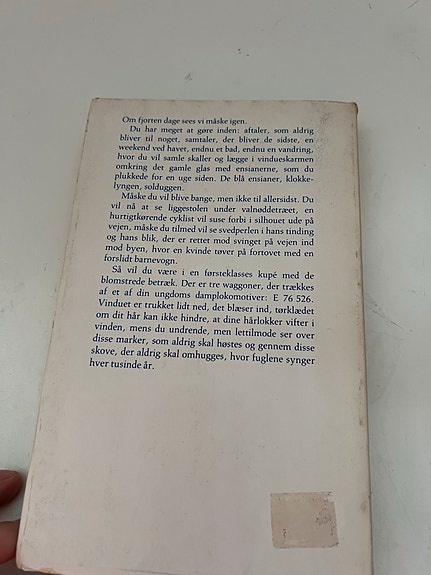 Om fjorten dage sees vi måske igen.
Du har meget at gøre inden: aftaler, som aldrig
bliver til noget, samtaler, der bliver de sidste, en
weekend ved havet, endnu et bad, endnu en vandring,
hvor du vil samle skaller og lægge i vindueskarmen
omkring det gamle glas med ensianerne, som du
plukkede for en uge siden. De blå ensianer, klokke-
lyngen, solduggen.
Måske du vil blive bange, men ikke til allersidst. Du
vil nå at se liggestolen under valnøddetræet, en
hurtigtkørende cyklist vil suse forbi i silhouet ude på
vejen, måske du tilmed vil se svedperlen i hans tinding
og hans blik, der er rettet mod svinget på vejen ind
mod byen, hvor en kvinde tøver på fortovet med en
forslidt barnevogn.
Så vil du være i en førsteklasses kupé med de
blomstrede betræk. Der er tre waggoner, der trækkes
af et af din ungdoms damplokomotiver: E 76 526.
Vinduet er trukket lidt ned, det blæser ind, tørklædet
om dit hår kan ikke hindre, at dine hårlokker vifter i
vinden, mens du undrende, men lettilmode ser over
disse marker, som aldrig skal høstes og gennem disse
skove, der aldrig skal omhugges, hvor fuglene synger
hver tusinde år.